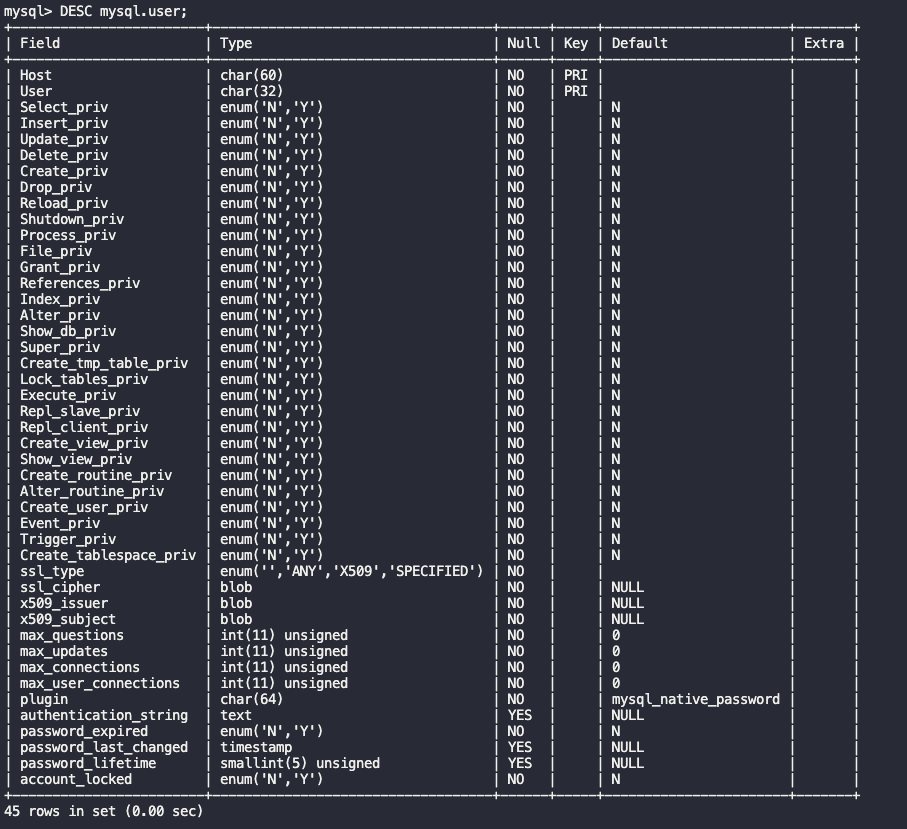 mysql> DESC mysql.user;
+------------------------+-----------------------------------+------+-----+-----------------------+-------+
| Field                  | Type                              | Null | Key | Default               | Extra |
+------------------------+-----------------------------------+------+-----+-----------------------+-------+
| Host                   | char(60)                          | NO   | PRI |                       |       |
| User                   | char(32)                          | NO   | PRI |                       |       |
| Select_priv            | enum('N','Y')                     | NO   |     | N                     |       |
| Insert_priv            | enum('N','Y')                     | NO   |     | N                     |       |
| Update_priv            | enum('N','Y')                     | NO   |     | N                     |       |
| Delete_priv            | enum('N','Y')                     | NO   |     | N                     |       |
| Create_priv            | enum('N','Y')                     | NO   |     | N                     |       |
| Drop_priv              | enum('N','Y')                     | NO   |     | N                     |       |
| Reload_priv            | enum('N','Y')                     | NO   |     | N                     |       |
| Shutdown_priv          | enum('N','Y')                     | NO   |     | N                     |       |
| Process_priv           | enum('N','Y')                     | NO   |     | N                     |       |
| File_priv              | enum('N','Y')                     | NO   |     | N                     |       |
| Grant_priv             | enum('N','Y')                     | NO   |     | N                     |       |
| References_priv        | enum('N','Y')                     | NO   |     | N                     |       |
| Index_priv             | enum('N','Y')                     | NO   |     | N                     |       |
| Alter_priv             | enum('N','Y')                     | NO   |     | N                     |       |
| Show_db_priv           | enum('N','Y')                     | NO   |     | N                     |       |
| Super_priv             | enum('N','Y')                     | NO   |     | N                     |       |
| Create_tmp_table_priv  | enum('N','Y')                     | NO   |     | N                     |       |
| Lock_tables_priv       | enum('N','Y')                     | NO   |     | N                     |       |
| Execute_priv           | enum('N','Y')                     | NO   |     | N                     |       |
| Repl_slave_priv        | enum('N','Y')                     | NO   |     | N                     |       |
| Repl_client_priv       | enum('N','Y')                     | NO   |     | N                     |       |
| Create_view_priv       | enum('N','Y')                     | NO   |     | N                     |       |
| Show_view_priv         | enum('N','Y')                     | NO   |     | N                     |       |
| Create_routine_priv    | enum('N','Y')                     | NO   |     | N                     |       |
| Alter_routine_priv     | enum('N','Y')                     | NO   |     | N                     |       |
| Create_user_priv       | enum('N','Y')                     | NO   |     | N                     |       |
| Event_priv             | enum('N','Y')                     | NO   |     | N                     |       |
| Trigger_priv           | enum('N','Y')                     | NO   |     | N                     |       |
| Create_tablespace_priv | enum('N','Y')                     | NO   |     | N                     |       |
| ssl_type               | enum('','ANY','X509','SPECIFIED') | NO   |     |                       |       |
| ssl_cipher             | blob                              | NO   |     | NULL                  |       |
| x509_issuer            | blob                              | NO   |     | NULL                  |       |
| x509_subject           | blob                              | NO   |     | NULL                  |       |
| max_questions          | int(11) unsigned                  | NO   |     | 0                     |       |
| max_updates            | int(11) unsigned                  | NO   |     | 0                     |       |
| max_connections        | int(11) unsigned                  | NO   |     | 0                     |       |
| max_user_connections   | int(11) unsigned                  | NO   |     | 0                     |       |
| plugin                 | char(64)                          | NO   |     | mysql_native_password |       |
| authentication_string  | text                              | YES  |     | NULL                  |       |
| password_expired       | enum('N','Y')                     | NO   |     | N                     |       |
| password_last_changed  | timestamp                         | YES  |     | NULL                  |       |
| password_lifetime      | smallint(5) unsigned              | YES  |     | NULL                  |       |
| account_locked         | enum('N','Y')                     | NO   |     | N                     |       |
+------------------------+-----------------------------------+------+-----+-----------------------+-------+
45 rows in set (0.00 sec)